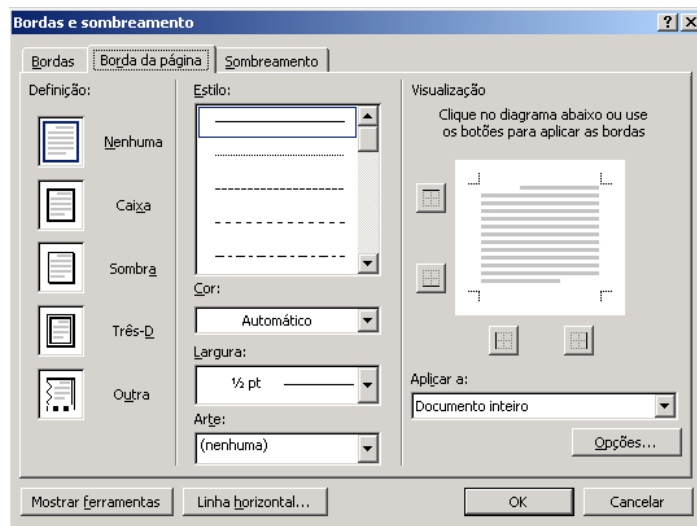 Bordas e sombreamento
Bordas
Borda da página
Sombreamento
Definição:
Nenhuma
Caixa
Sombra
Três-D
Outra
Estilo:
Cor:
Automático
Largura:
½ pt
Arte:
(nenhuma)
Visualização
Clique no diagrama abaixo ou use
os botões para aplicar as bordas
Aplicar a:
Documento inteiro
Opções...
Mostrar ferramentas
Linha horizontal...
OK
Cancelar